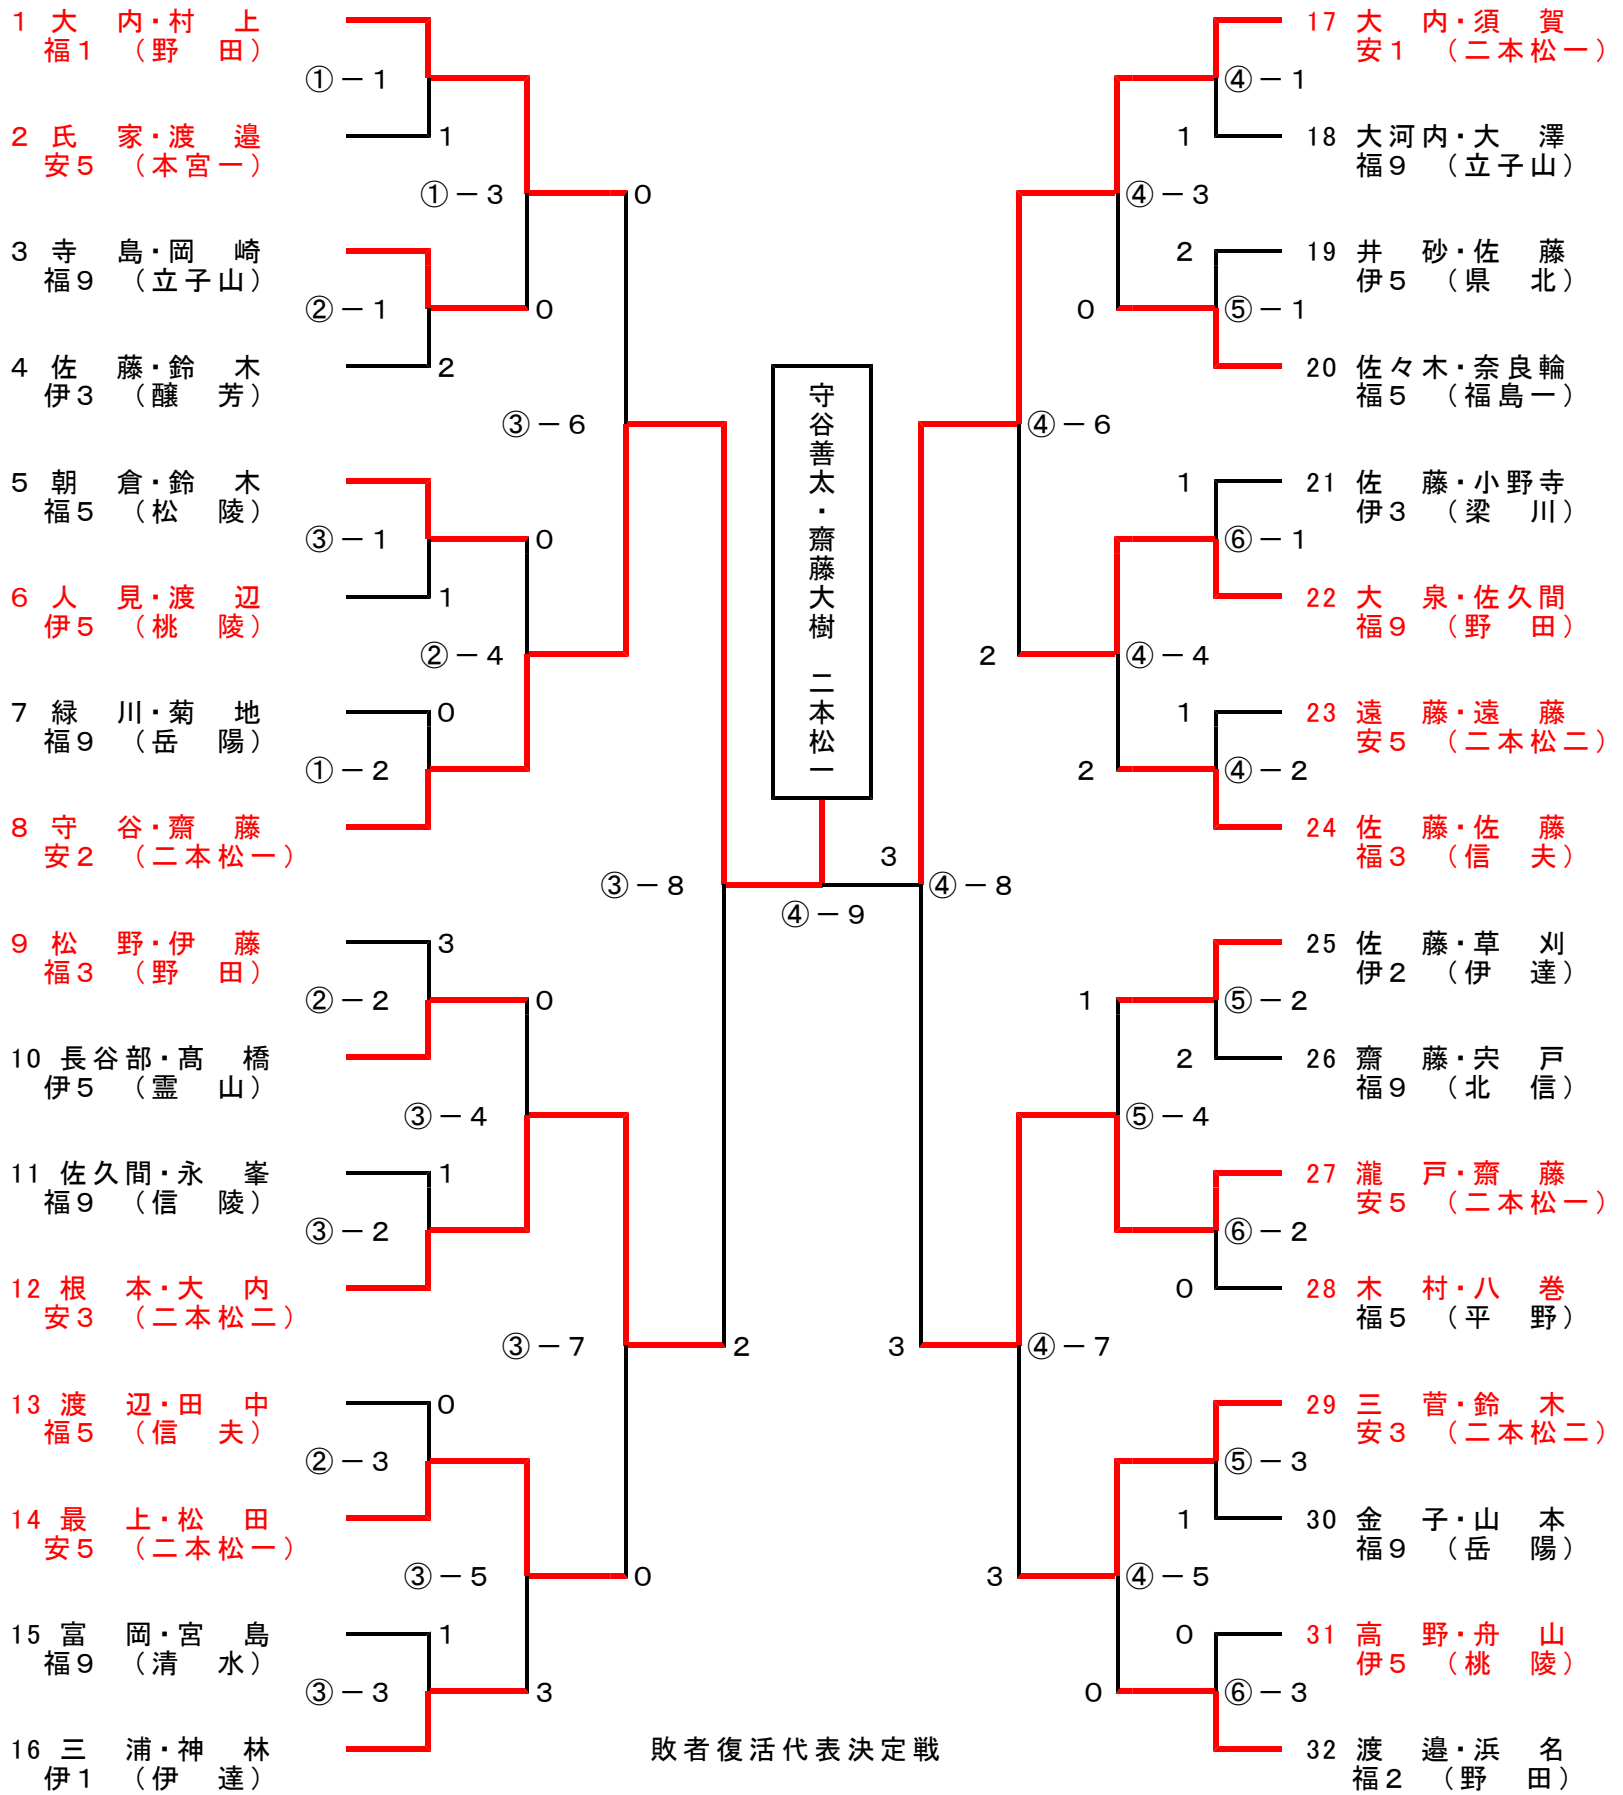 1 大　内・村　上
福１　（野　田）
①－１
2 氏　家・渡　邉
安５　（本宮一）
1
①－３
0
3 寺　島・岡　崎
福９　（立子山）
②－１
0
4 佐　藤・鈴　木
伊３　（醸　芳）
2
③－６
5 朝　倉・鈴　木
福５　（松　陵）
③－１
0
6 人　見・渡　辺
伊５　（桃　陵）
1
②－４
7 緑　川・菊　地
福９　（岳　陽）
0
①－２
8 守　谷・齋　藤
安２　（二本松一）
③－８
9 松　野・伊　藤
福３　（野　田）
3
②－２
0
10 長谷部・髙　橋
伊５　（霊　山）
③－４
11 佐久間・永　峯
福９　（信　陵）
1
③－２
12 根　本・大　内
安３　（二本松二）
③－７
2
13 渡　辺・田　中
福５　（信　夫）
0
②－３
14 最　上・松　田
安５　（二本松一）
③－５
0
15 富　岡・宮　島
福９　（清　水）
1
③－３
3
16 三　浦・神　林
伊１　（伊　達）
守谷善太・齋藤大樹　二本松一
3
④－９
敗者復活代表決定戦
17 大　内・須　賀
安１　（二本松一）
④－１
1
18 大河内・大　澤
福９　（立子山）
④－３
2
19 井　砂・佐　藤
伊５　（県　北）
0
⑤－１
20 佐々木・奈良輪
福５　（福島一）
④－６
1
21 佐　藤・小野寺
伊３　（梁　川）
⑥－１
22 大　泉・佐久間
福９　（野　田）
2
④－４
1
23 遠　藤・遠　藤
安５　（二本松二）
2
④－２
24 佐　藤・佐　藤
福３　（信　夫）
④－８
25 佐　藤・草　刈
伊２　（伊　達）
1
⑤－２
2
26 齋　藤・宍　戸
福９　（北　信）
⑤－４
27 瀧　戸・齋　藤
安５　（二本松一）
⑥－２
0
28 木　村・八　巻
福５　（平　野）
3
④－７
29 三　菅・鈴　木
安３　（二本松二）
⑤－３
1
30 金　子・山　本
福９　（岳　陽）
3
④－５
0
31 高　野・舟　山
伊５　（桃　陵）
0
⑥－３
32 渡　邉・浜　名
福２　（野　田）